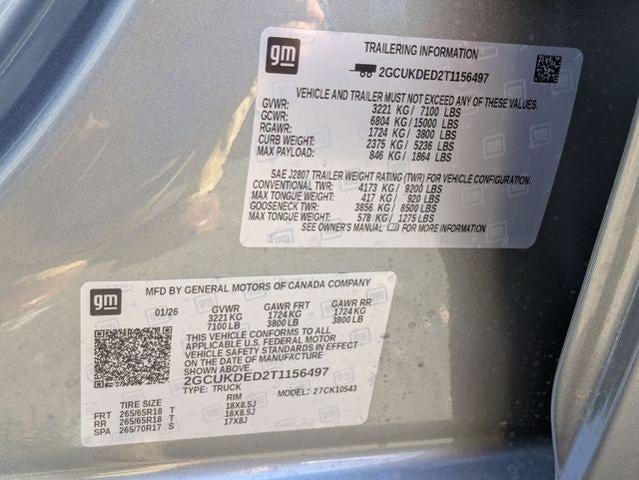 gm
TRAILERING INFORMATION
2GCUKDED2T1156497
VEHICLE AND TRAILER MUST NOT EXCEED ANY OF THESE VALUES.
GVWR: 3221 KG / 7100 LBS
GCWR: 6804 KG / 15000 LBS
RGAWR: 1724 KG / 3800 LBS
CURB WEIGHT: 2375 KG / 5236 LBS
MAX PAYLOAD: 846 KG / 1864 LBS
SAE J2807 TRAILER WEIGHT RATING (TWR) FOR VEHICLE CONFIGURATION.
CONVENTIONAL TWR: 4173 KG / 9200 LBS
MAX TONGUE WEIGHT: 417 KG / 920 LBS
GOOSENECK TWR: 3856 KG / 8500 LBS
MAX TONGUE WEIGHT: 578 KG / 1275 LBS
SEE OWNER'S MANUAL FOR MORE INFORMATION
gm
MFD BY GENERAL MOTORS OF CANADA COMPANY
01/26 GVWR GAWR FRT GAWR RR
3221 KG 1724 KG 1724 KG
7100 LB 3800 LB 3800 LB
THIS VEHICLE CONFORMS TO ALL
APPLICABLE U.S. FEDERAL MOTOR
VEHICLE SAFETY STANDARDS IN EFFECT
ON THE DATE OF MANUFACTURE
SHOWN ABOVE.
2GCUKDED2T1156497
TYPE: TRUCK MODEL: 27CK10543
TIRE SIZE RIM
FRT 265/65R18 T 18X8.5J
RR 265/65R18 T 18X8.5J
SPA 265/70R17 S 17X8J